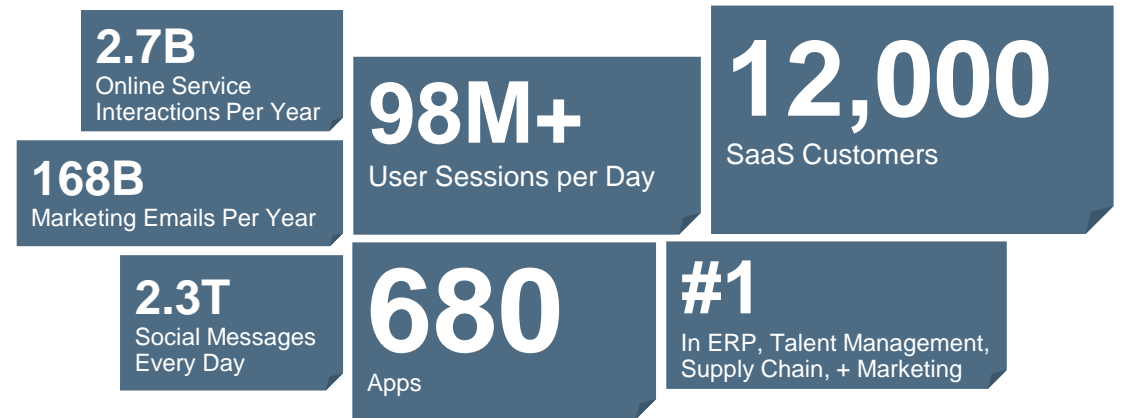 2.7B
Online Service
Interactions Per Year
168B
Marketing Emails Per Year
2.3T
Social Messages
Every Day
98M+
User Sessions per Day
680
Apps
12,000
SaaS Customers
#1
In ERP, Talent Management,
Supply Chain, + Marketing